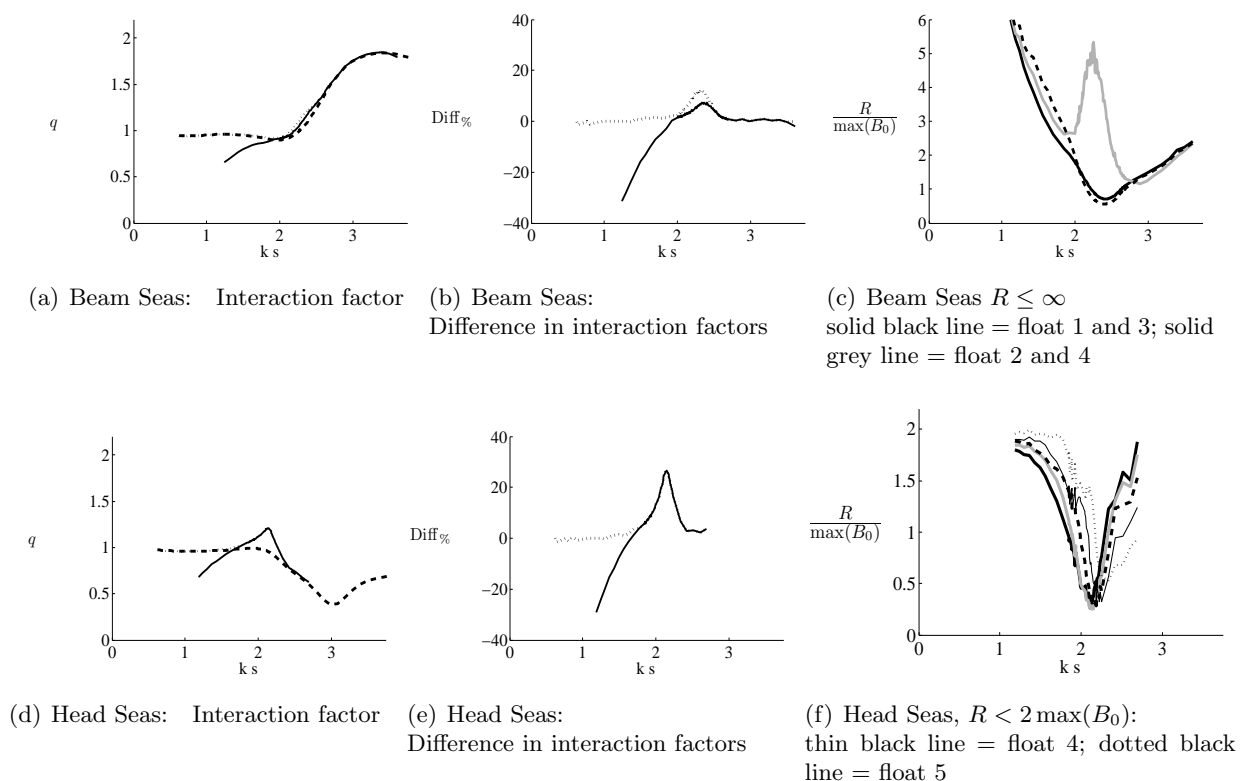 2
1.5
q
1
0.5
0
0 1 2 3
k s
(a) Beam Seas: Interaction factor
40
20
Diff%
0
−20
−40
0 1 2 3
k s
(b) Beam Seas:
Difference in interaction factors
6
5
4
R
max(B0)
3
2
1
0
0 1 2 3
k s
(c) Beam Seas R ≤ ∞
solid black line = float 1 and 3; solid
grey line = float 2 and 4
2
1.5
q
1
0.5
0
0 1 2 3
k s
(d) Head Seas: Interaction factor
40
20
Diff%
0
−20
−40
0 1 2 3
k s
(e) Head Seas:
Difference in interaction factors
2
1.5
R
max(B0)
1
0.5
0
0 1 2 3
k s
(f) Head Seas, R < 2 max(B0):
thin black line = float 4; dotted black
line = float 5